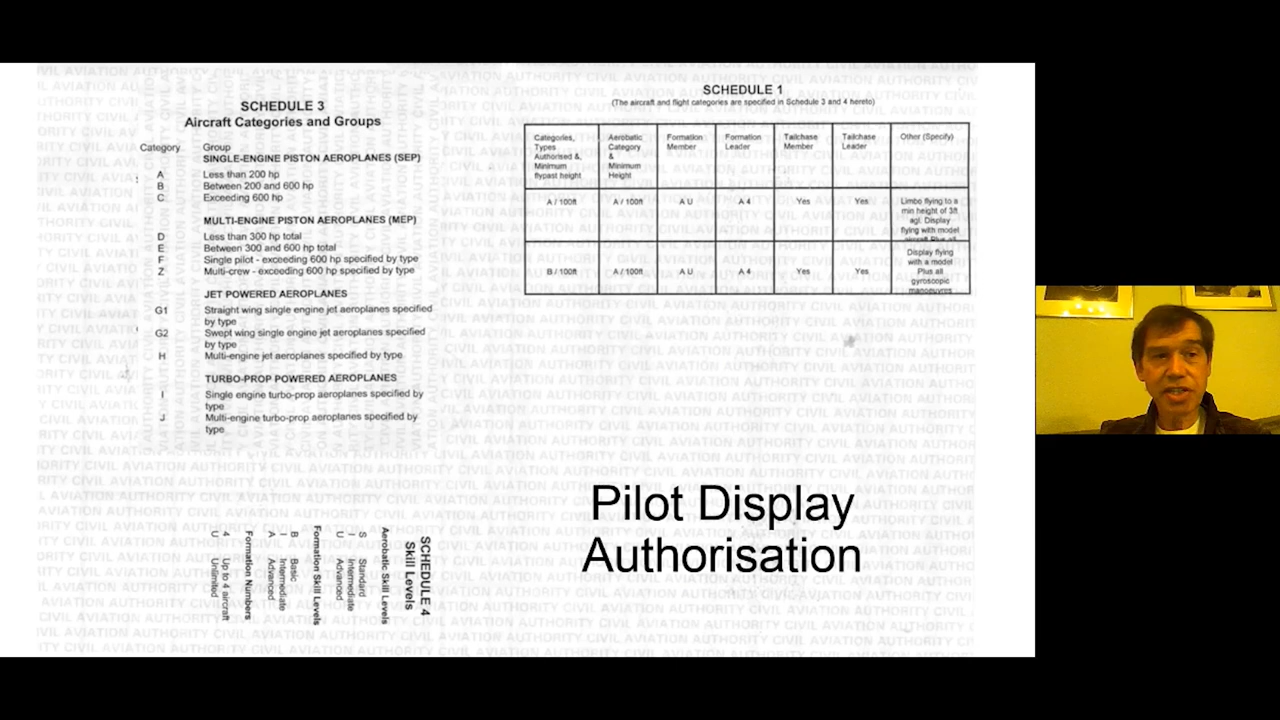 SCHEDULE 3
Aircraft Categories and Groups
Category Group
SINGLE-ENGINE PISTON AEROPLANES (SEP)
A Less than 200 hp
B Between 200 and 600 hp
C Exceeding 600 hp
MULTI-ENGINE PISTON AEROPLANES (MEP)
D Less than 300 hp total
E Between 300 and 600 hp total
F Single pilot - exceeding 600 hp specified by type
Z Multi-crew - exceeding 600 hp specified by type
JET POWERED AEROPLANES
G1 Straight wing single engine jet aeroplanes specified
by type
G2 Swept wing single engine jet aeroplanes specified
by type
H Multi-engine jet aeroplanes specified by type
TURBO-PROP POWERED AEROPLANES
I Single engine turbo-prop aeroplanes specified by
type
J Multi-engine turbo-prop aeroplanes specified by
type
SCHEDULE 1
(The aircraft and flight categories are specified in Schedule 3 and 4 hereto)
Categories,
Types
Authorised &
Minimum
flypast height
Aerobatic
Category
&
Minimum
Height
Formation
Member
Formation
Leader
Tailchase
Member
Tailchase
Leader
Other (Specify)
A / 100ft A / 100ft A U A 4 Yes Yes
Limbo flying to a
min height of 3ft
agl. Display
flying with model
aircraft Plus all
B / 100ft A / 100ft A U A 4 Yes Yes
Display flying
with a model
Plus all
gyroscopic
manoeuvres
SCHEDULE 4
Skill Levels
Aerobatic Skill Levels
S Standard
I Intermediate
U Advanced
Formation Skill Levels
B Basic
I Intermediate
A Advanced
Formation Numbers
4 Up to 4 aircraft
U Unlimited
Pilot Display
Authorisation
CIVIL AVIATION AUTHORITY